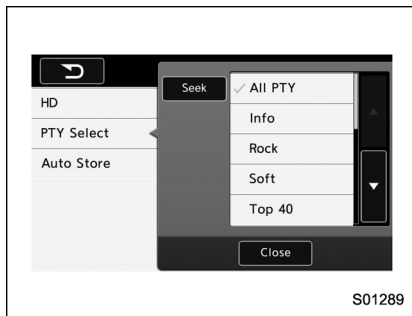 HD
PTY Select
Auto Store
Seek
All PTY
Info
Rock
Soft
Top 40
Close
S01289